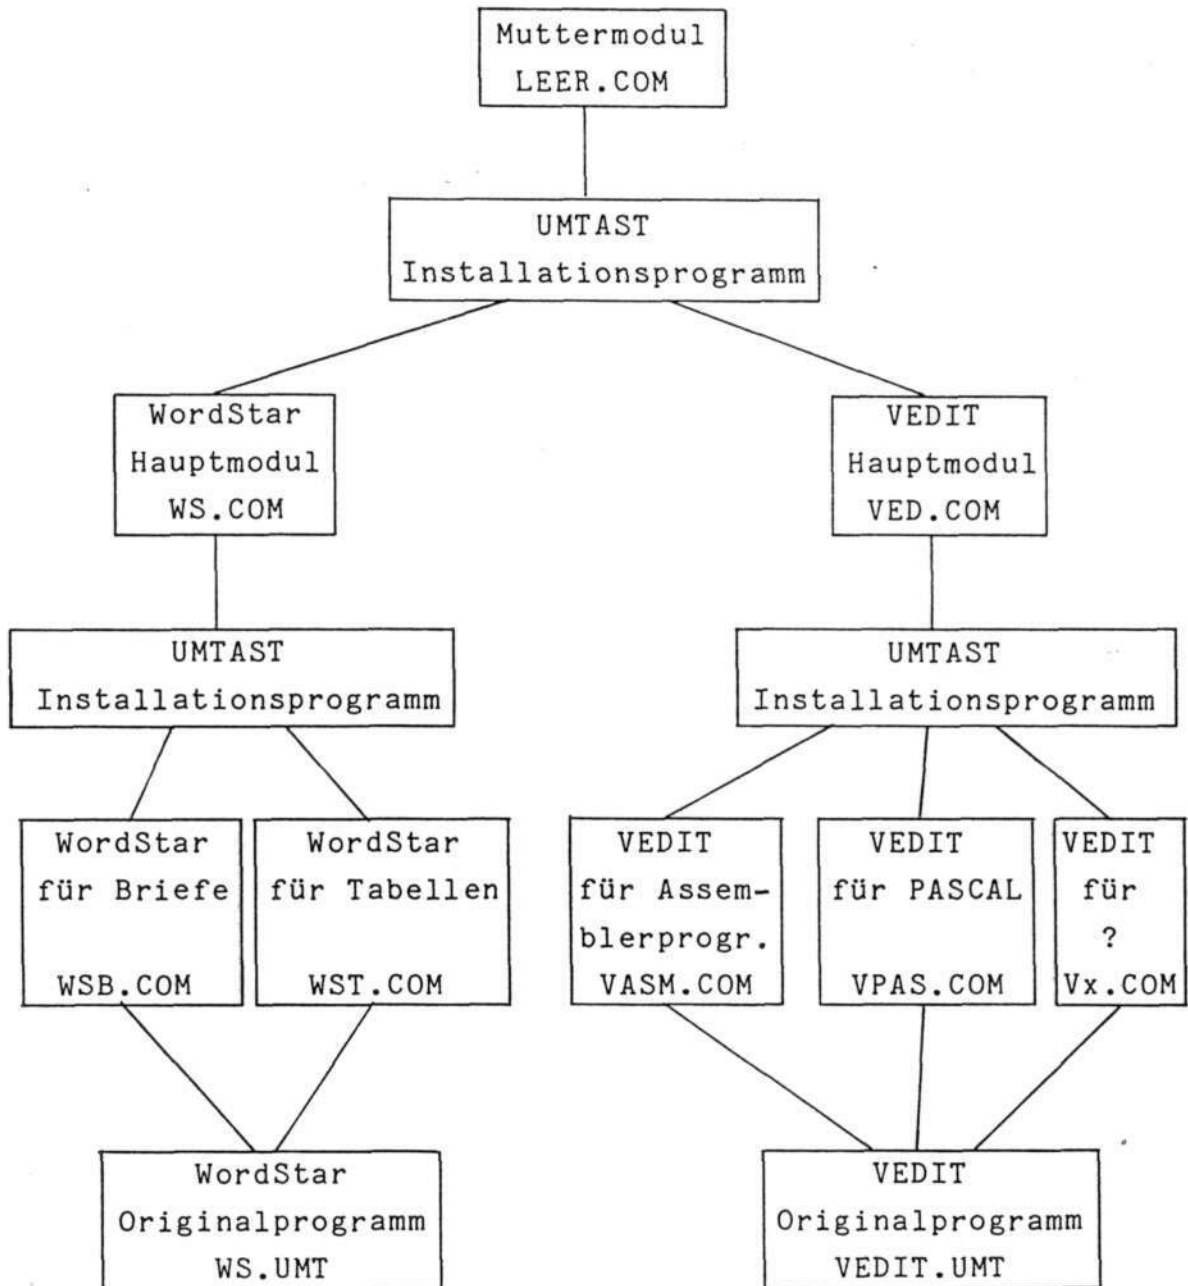 Muttermodul
LEER.COM
UMTAST
Installationsprogramm
WordStar
Hauptmodul
WS.COM
VEDIT
Hauptmodul
VED.COM
UMTAST
Installationsprogramm
UMTAST
Installationsprogramm
WordStar
für Briefe
WSB.COM
WordStar
für Tabellen
WST.COM
VEDIT
für Assem-
blerprogr.
VASM.COM
VEDIT
für PASCAL
VPAS.COM
VEDIT
für
?
Vx.COM
WordStar
Originalprogramm
WS.UMT
VEDIT
Originalprogramm
VEDIT.UMT